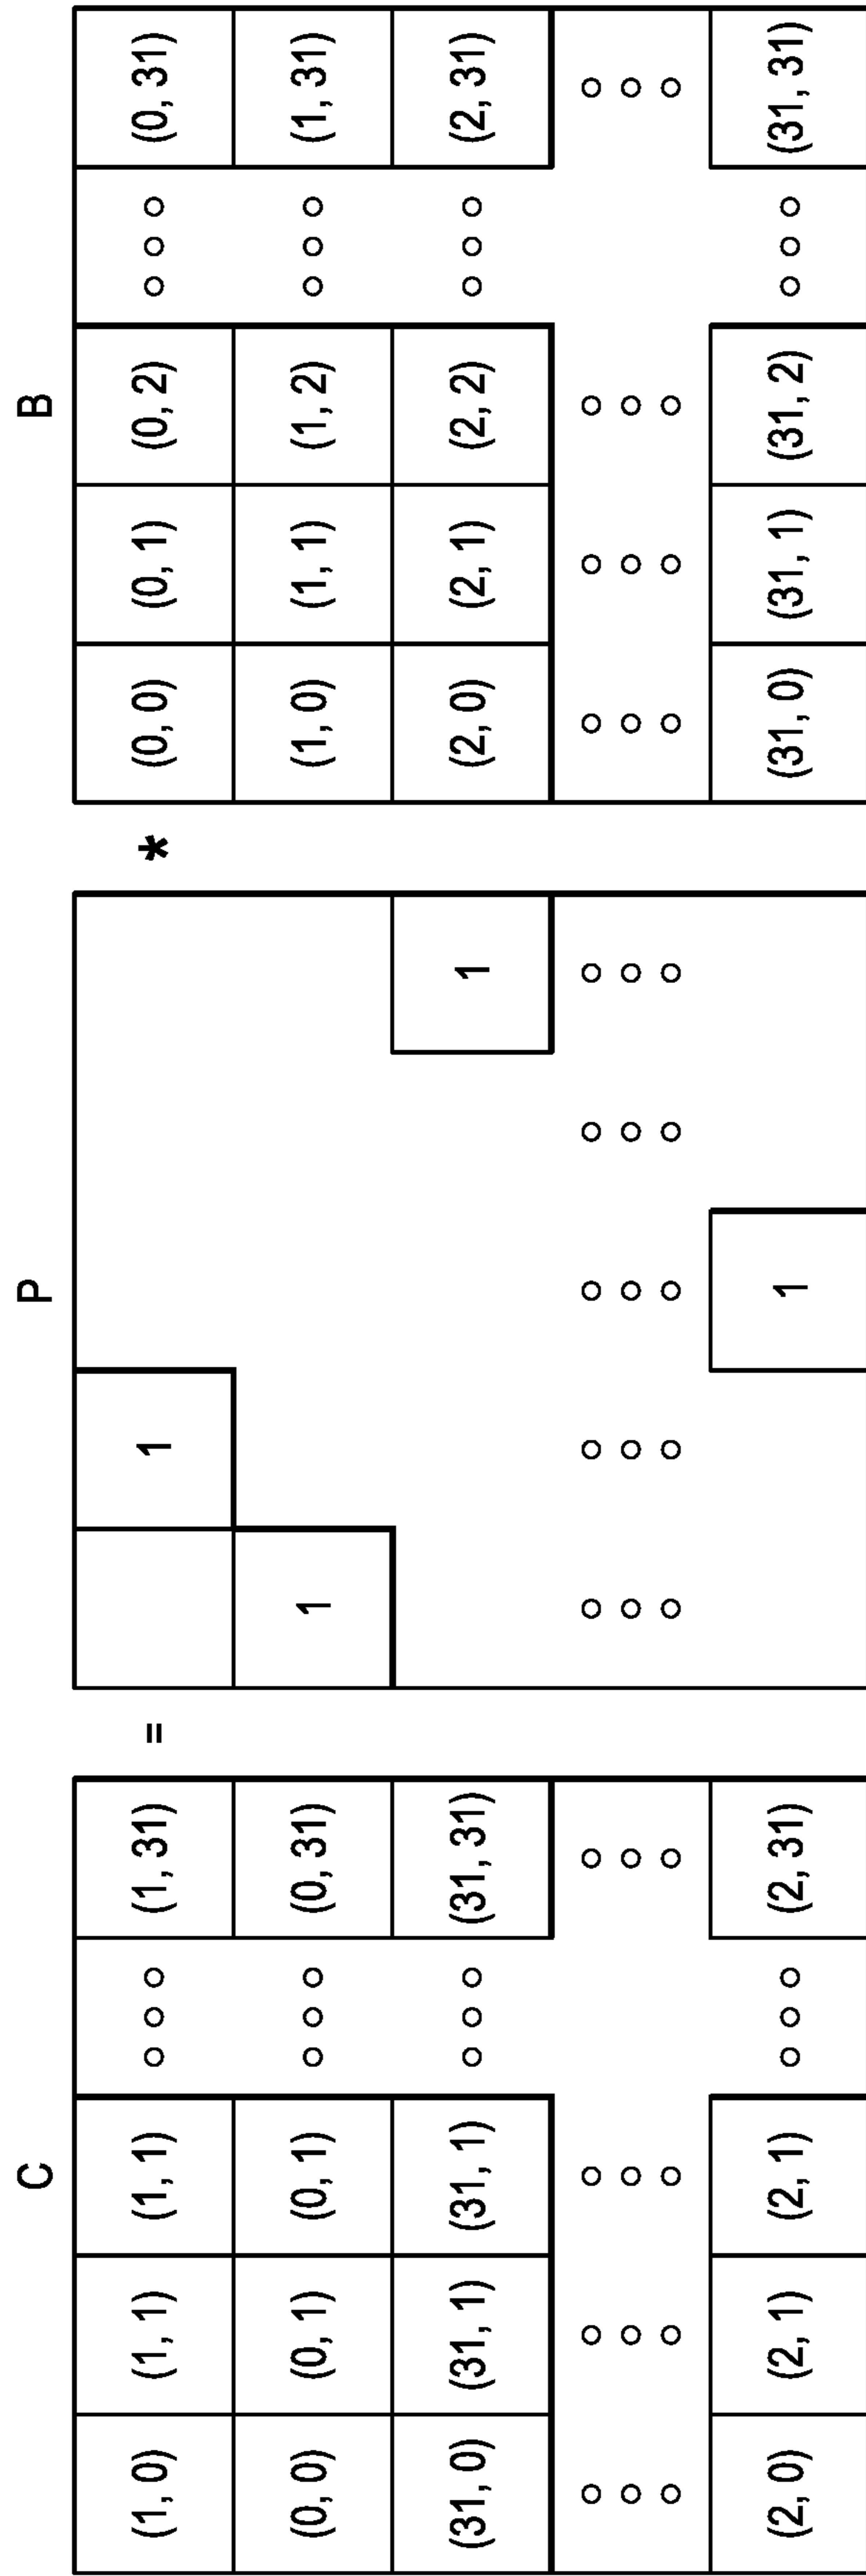 C P B
(1, 0) (1, 1) (1, 1) ○ ○ ○ (1, 31) = 1 * (0, 0) (0, 1) (0, 2) ○ ○ ○ (0, 31)
(0, 0) (0, 1) (0, 1) ○ ○ ○ (0, 31) 1 (1, 0) (1, 1) (1, 2) ○ ○ ○ (1, 31)
(31, 0) (31, 1) (31, 1) ○ ○ ○ (31, 31) 1 (2, 0) (2, 1) (2, 2) ○ ○ ○ (2, 31)
(2, 0) (2, 1) (2, 1) ○ ○ ○ (2, 31) 1 (31, 0) (31, 1) (31, 2) ○ ○ ○ (31, 31)